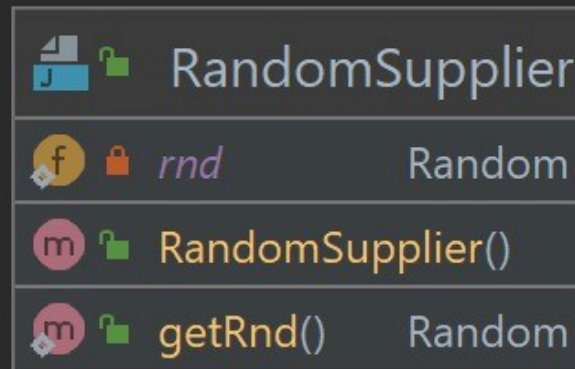 J RandomSupplier
f rnd Random
m RandomSupplier()
m getRnd() Random